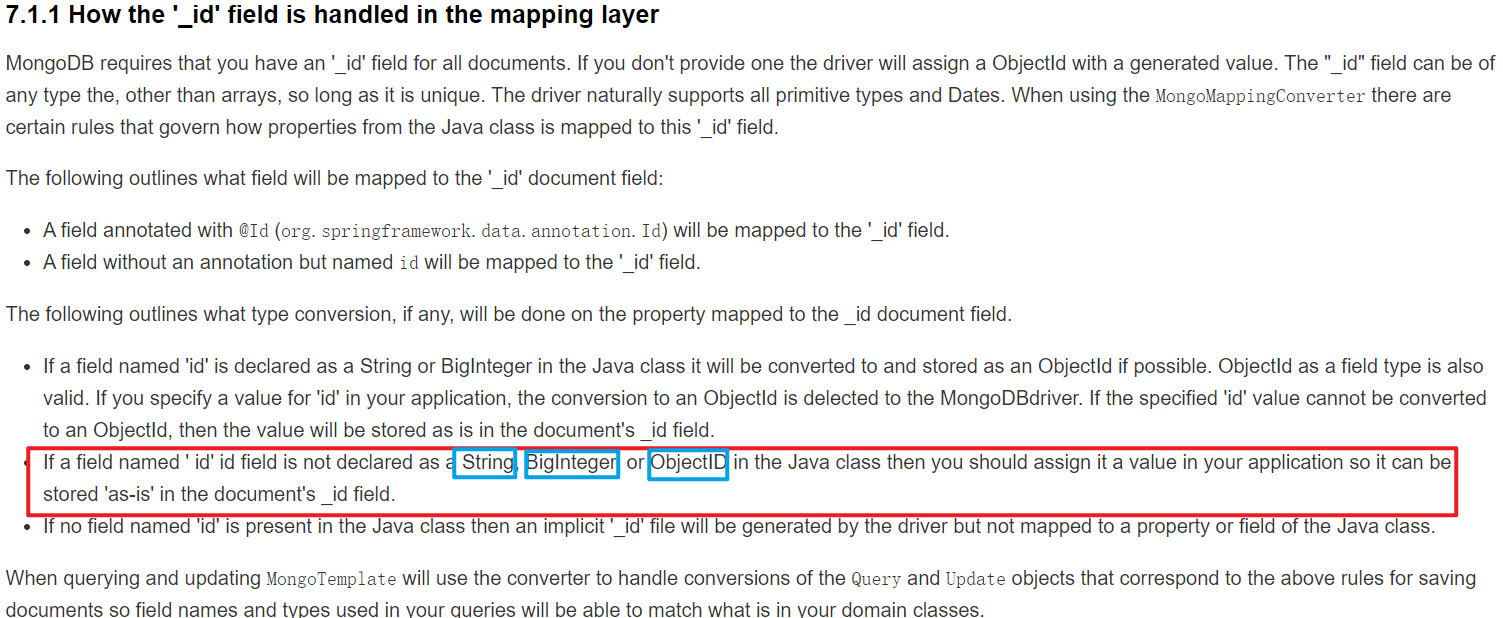 7.1.1 How the '_id' field is handled in the mapping layer
MongoDB requires that you have an '_id' field for all documents. If you don't provide one the driver will assign a ObjectId with a generated value. The "_id" field can be of
any type the, other than arrays, so long as it is unique. The driver naturally supports all primitive types and Dates. When using the MongoMappingConverter there are
certain rules that govern how properties from the Java class is mapped to this '_id' field.
The following outlines what field will be mapped to the '_id' document field:
• A field annotated with @Id (org.springframework.data.annotation.Id) will be mapped to the '_id' field.
• A field without an annotation but named id will be mapped to the '_id' field.
The following outlines what type conversion, if any, will be done on the property mapped to the _id document field.
• If a field named 'id' is declared as a String or BigInteger in the Java class it will be converted to and stored as an ObjectId if possible. ObjectId as a field type is also
valid. If you specify a value for 'id' in your application, the conversion to an ObjectId is delected to the MongoDBdriver. If the specified 'id' value cannot be converted
to an ObjectId, then the value will be stored as is in the document's _id field.
• If a field named ' id' id field is not declared as a String, BigInteger or ObjectID in the Java class then you should assign it a value in your application so it can be
stored 'as-is' in the document's _id field.
• If no field named 'id' is present in the Java class then an implicit '_id' file will be generated by the driver but not mapped to a property or field of the Java class.
When querying and updating MongoTemplate will use the converter to handle conversions of the Query and Update objects that correspond to the above rules for saving
documents so field names and types used in your queries will be able to match what is in your domain classes.